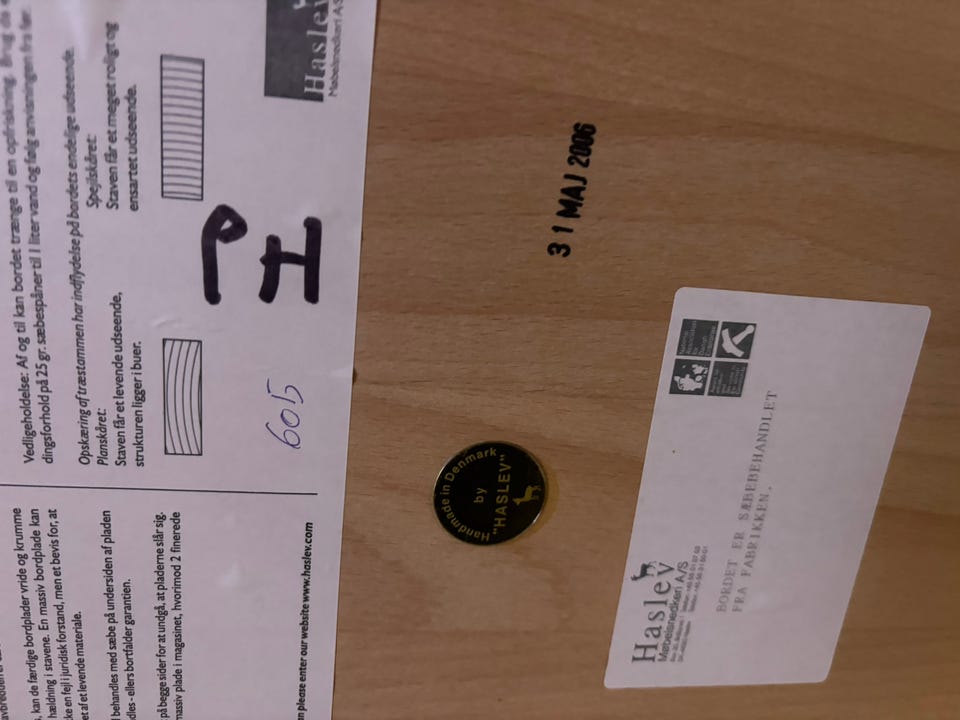 Vedligeholdelse: Af og til kan bordet trænge til en opfriskning. Brug da
dingsforhold på 25 gr. sæbespåner til 1 liter vand og følg anvisningen fra før.
Opskæring af træstammen har indflydelse på bordets endelige udseende.
Planskåret:
Staven får et levende udseende,
strukturen ligger i buer.
Spejlskåret:
Staven får et meget roligt og
ensartet udseende.
P
H
605
Haslev
Møbelsnedkeri A/S
kan de færdige bordplader vride og krumme
hældning i stavene. En massiv bordplade kan
ke en fejl i juridisk forstand, men et bevis for, at
et af et levende materiale.
behandles med sæbe på undersiden af pladen
dles - ellers bortfalder garantien.
på begge sider for at undgå, at pladerne slår sig.
massiv plade i magasinet, hvorimod 2 finerede
n please enter our website www.haslev.com
31 MAJ 2006
Handmade in Denmark
by
"HASLEV"
Haslev
Møbelsnedkeri A/S
BORDET ER SÆBEBEHANDLET
FRA FABRIKKEN.